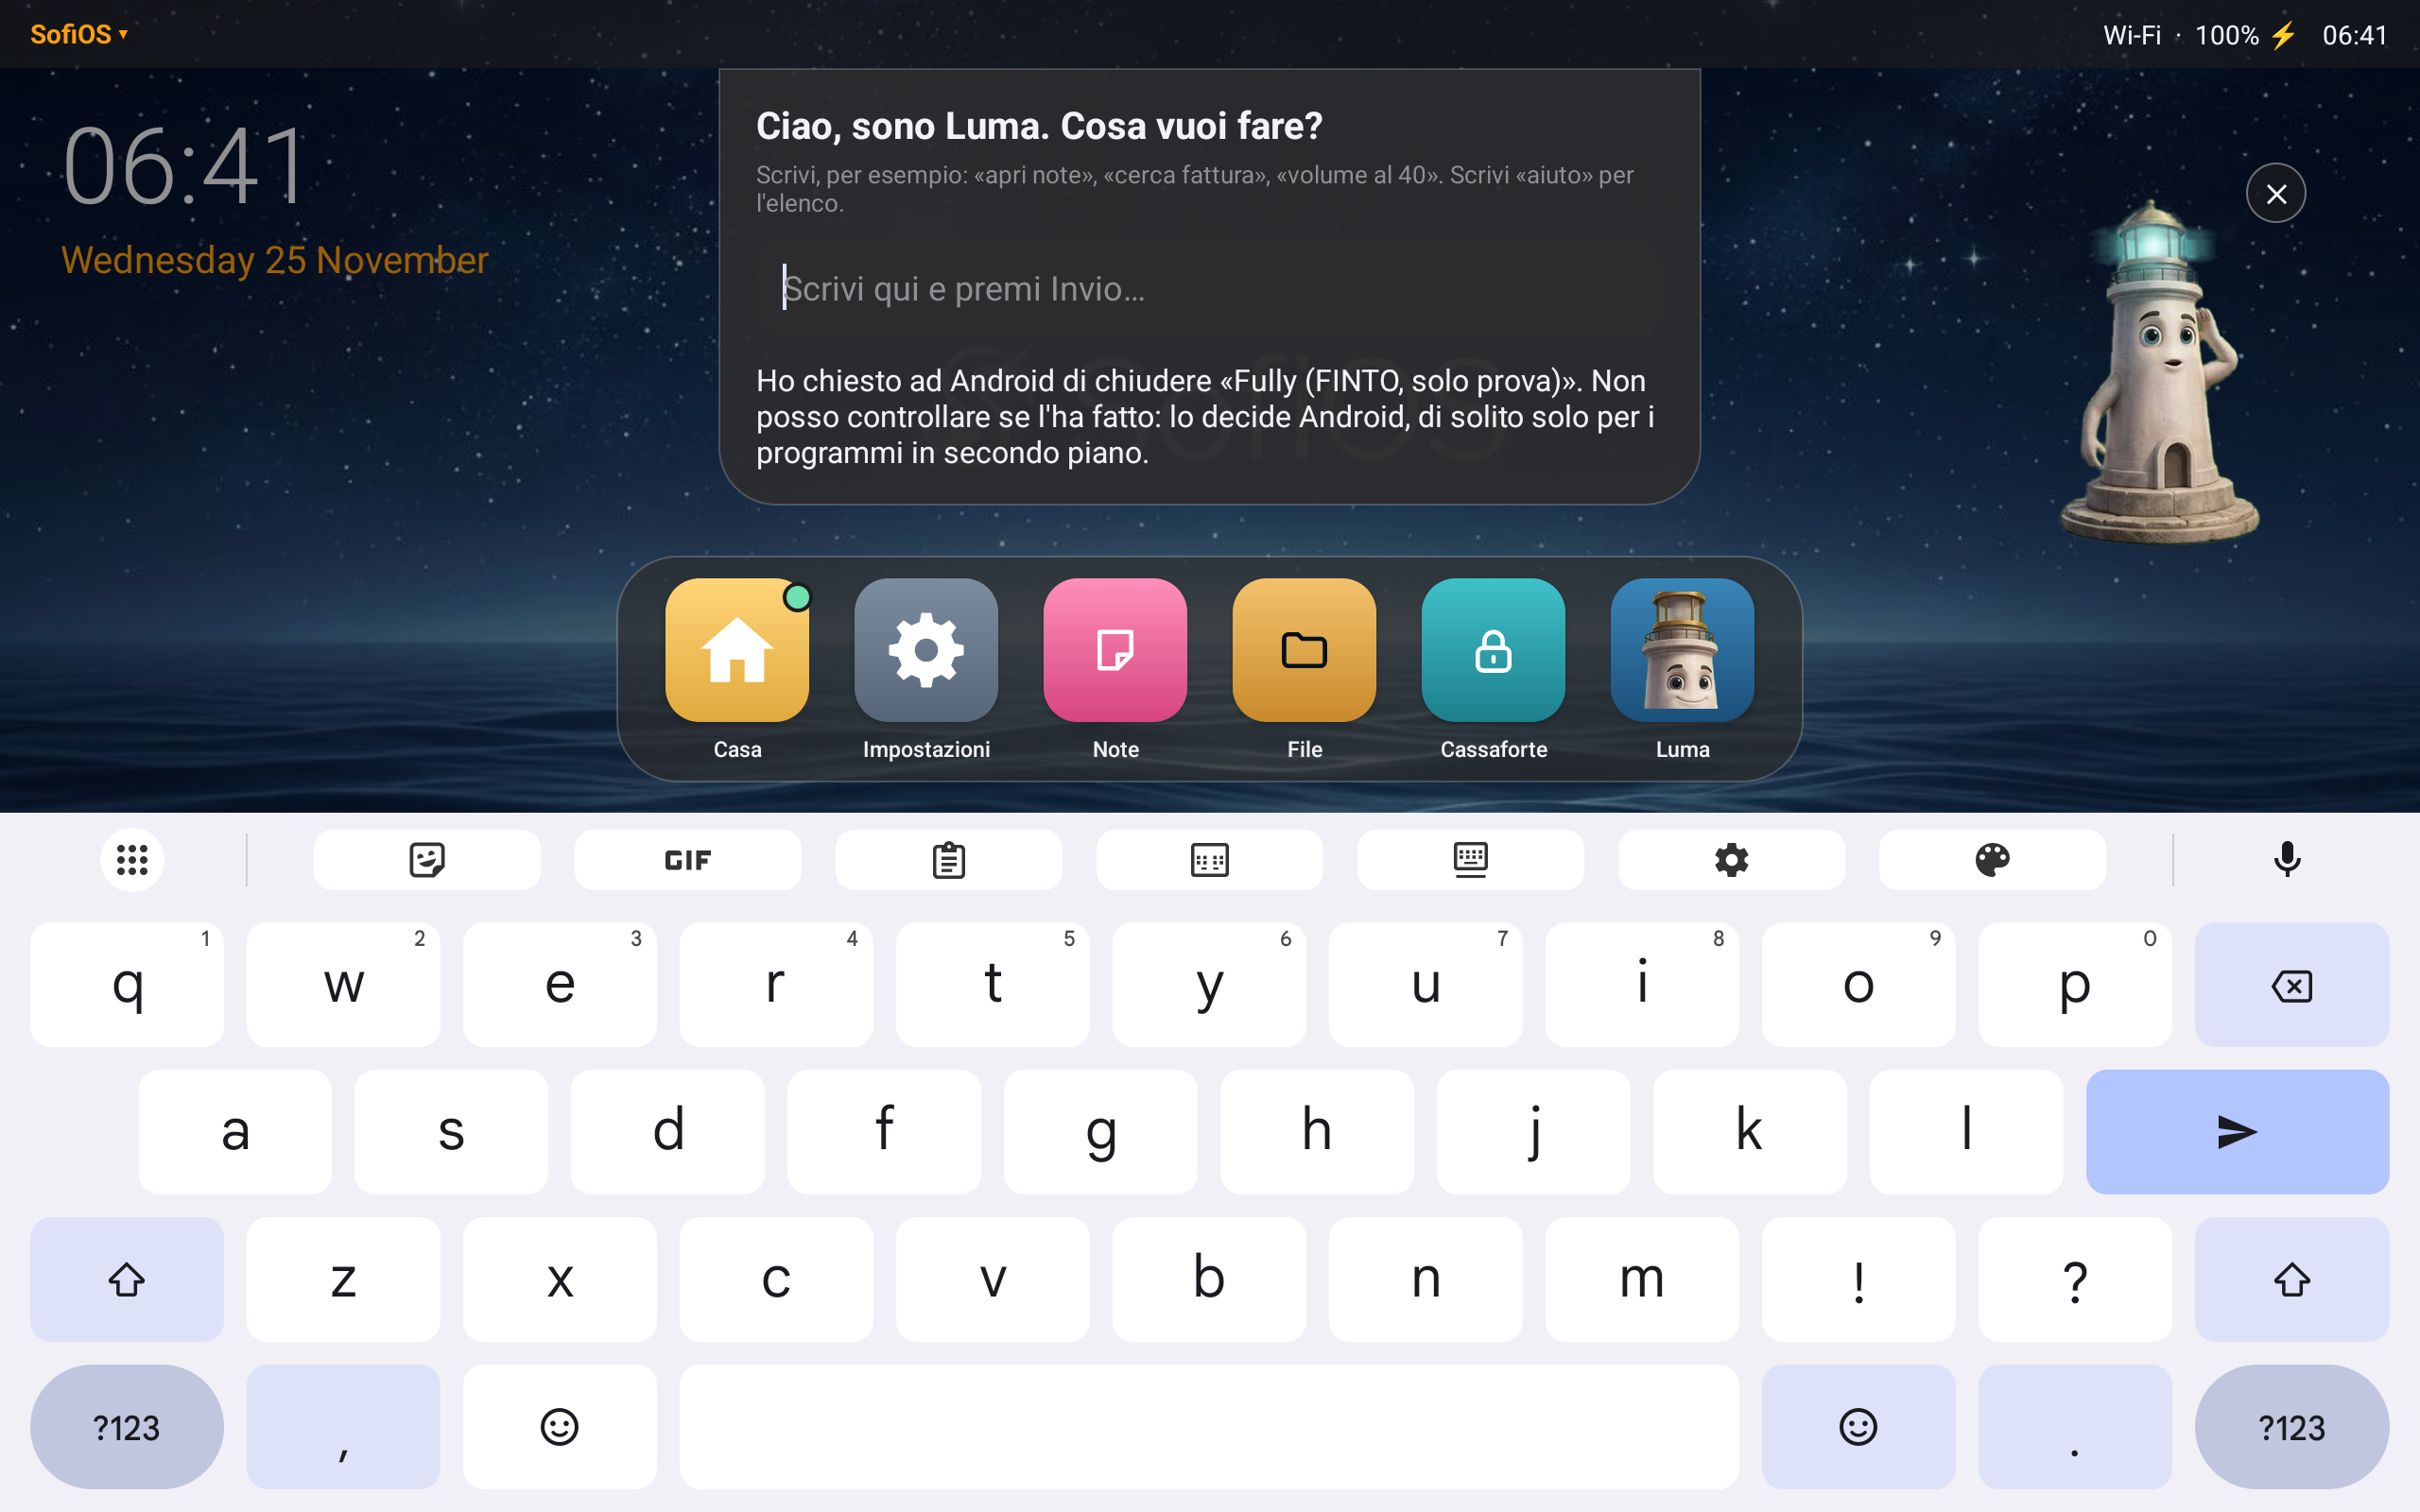 SofiOS ▾
Wi-Fi · 100% ⚡ 06:41
06:41
Wednesday 25 November
Ciao, sono Luma. Cosa vuoi fare?
Scrivi, per esempio: «apri note», «cerca fattura», «volume al 40». Scrivi «aiuto» per
l'elenco.
Scrivi qui e premi Invio…
SofiOS
Ho chiesto ad Android di chiudere «Fully (FINTO, solo prova)». Non
posso controllare se l'ha fatto: lo decide Android, di solito solo per i
programmi in secondo piano.
Casa
Impostazioni
Note
File
Cassaforte
Luma
GIF
q 1 w 2 e 3 r 4 t 5 y 6 u 7 i 8 o 9 p 0
a s d f g h j k l
z x c v b n m ! ?
?123 , . ?123